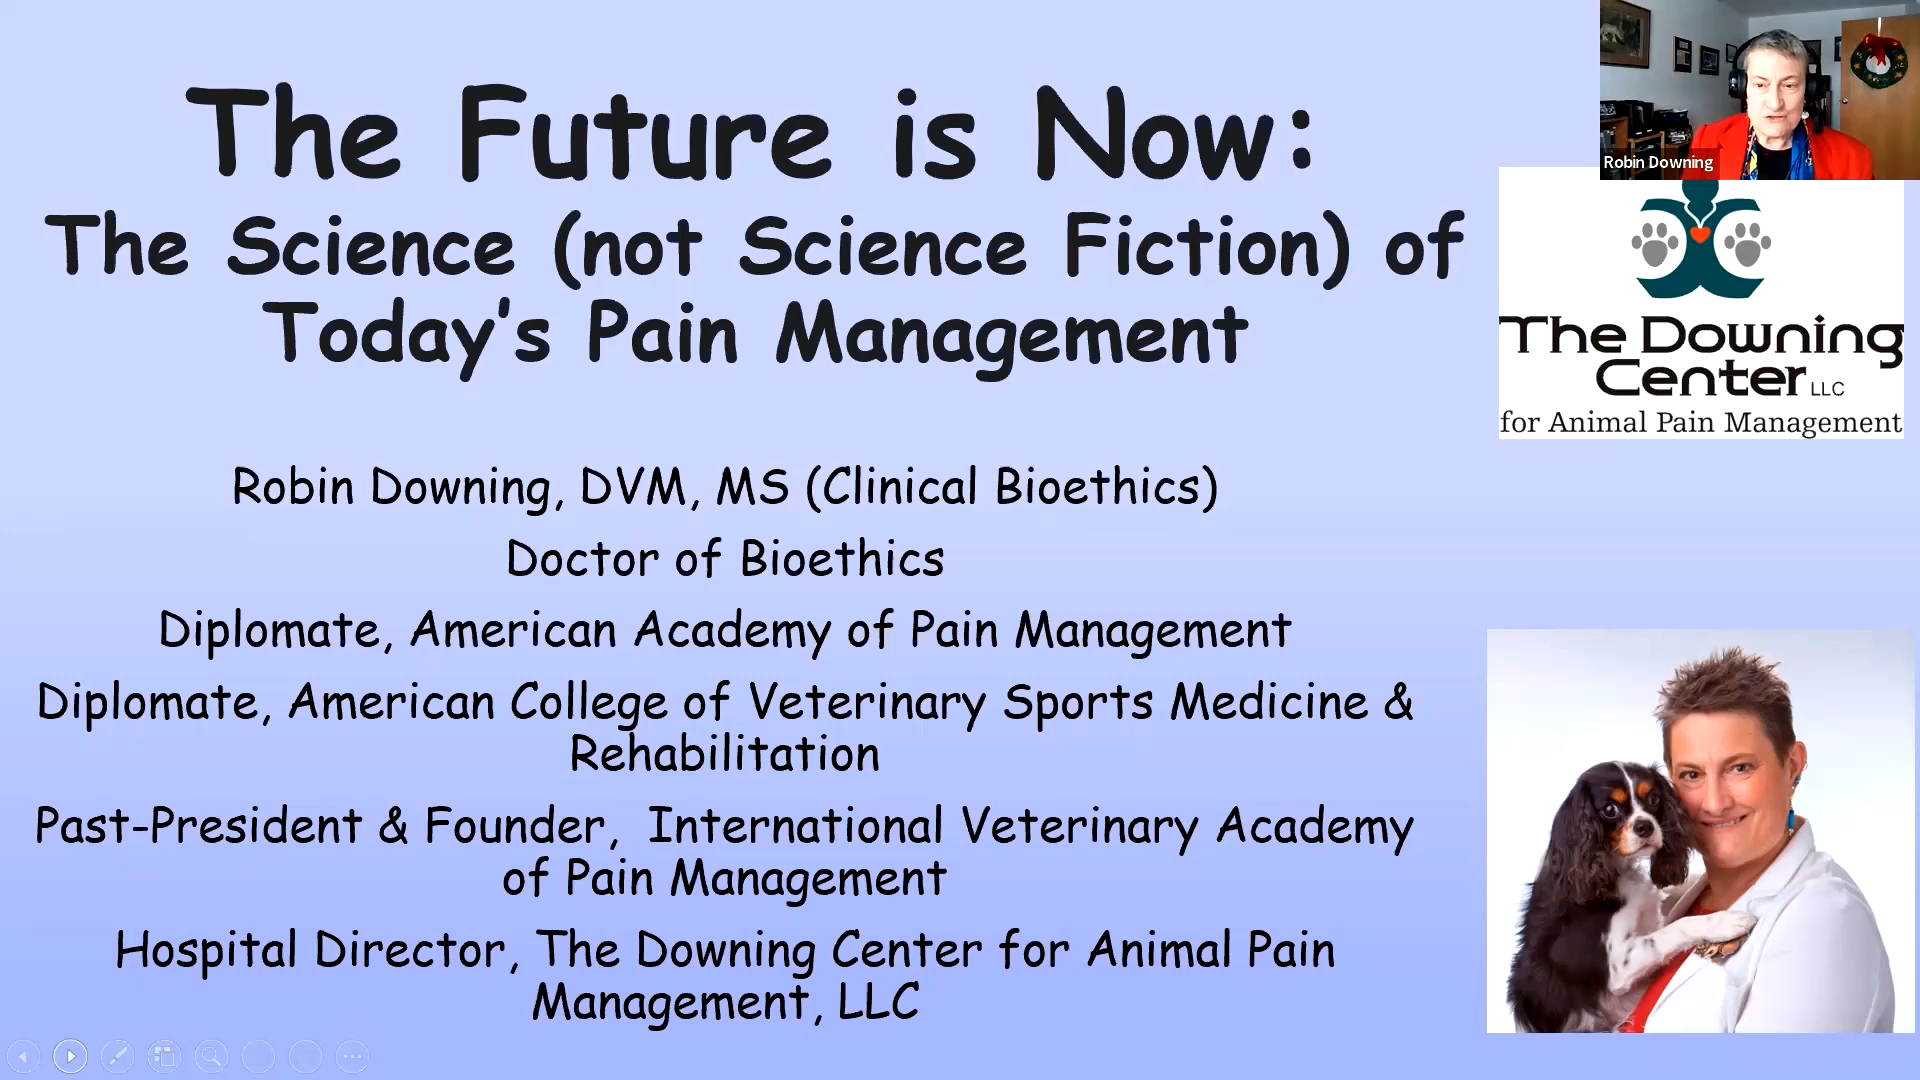 The Future is Now:
The Science (not Science Fiction) of
Today's Pain Management
Robin Downing
The Downing
Center LLC
for Animal Pain Management
Robin Downing, DVM, MS (Clinical Bioethics)
Doctor of Bioethics
Diplomate, American Academy of Pain Management
Diplomate, American College of Veterinary Sports Medicine &
Rehabilitation
Past-President & Founder, International Veterinary Academy
of Pain Management
Hospital Director, The Downing Center for Animal Pain
Management, LLC